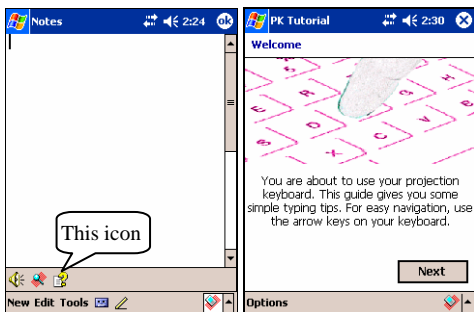 Notes 2:24 ok
This icon
New Edit Tools
PK Tutorial 2:30
Welcome
E R G H
S D C V B
X
You are about to use your projection
keyboard. This guide gives you some
simple typing tips. For easy navigation, use
the arrow keys on your keyboard.
Next
Options